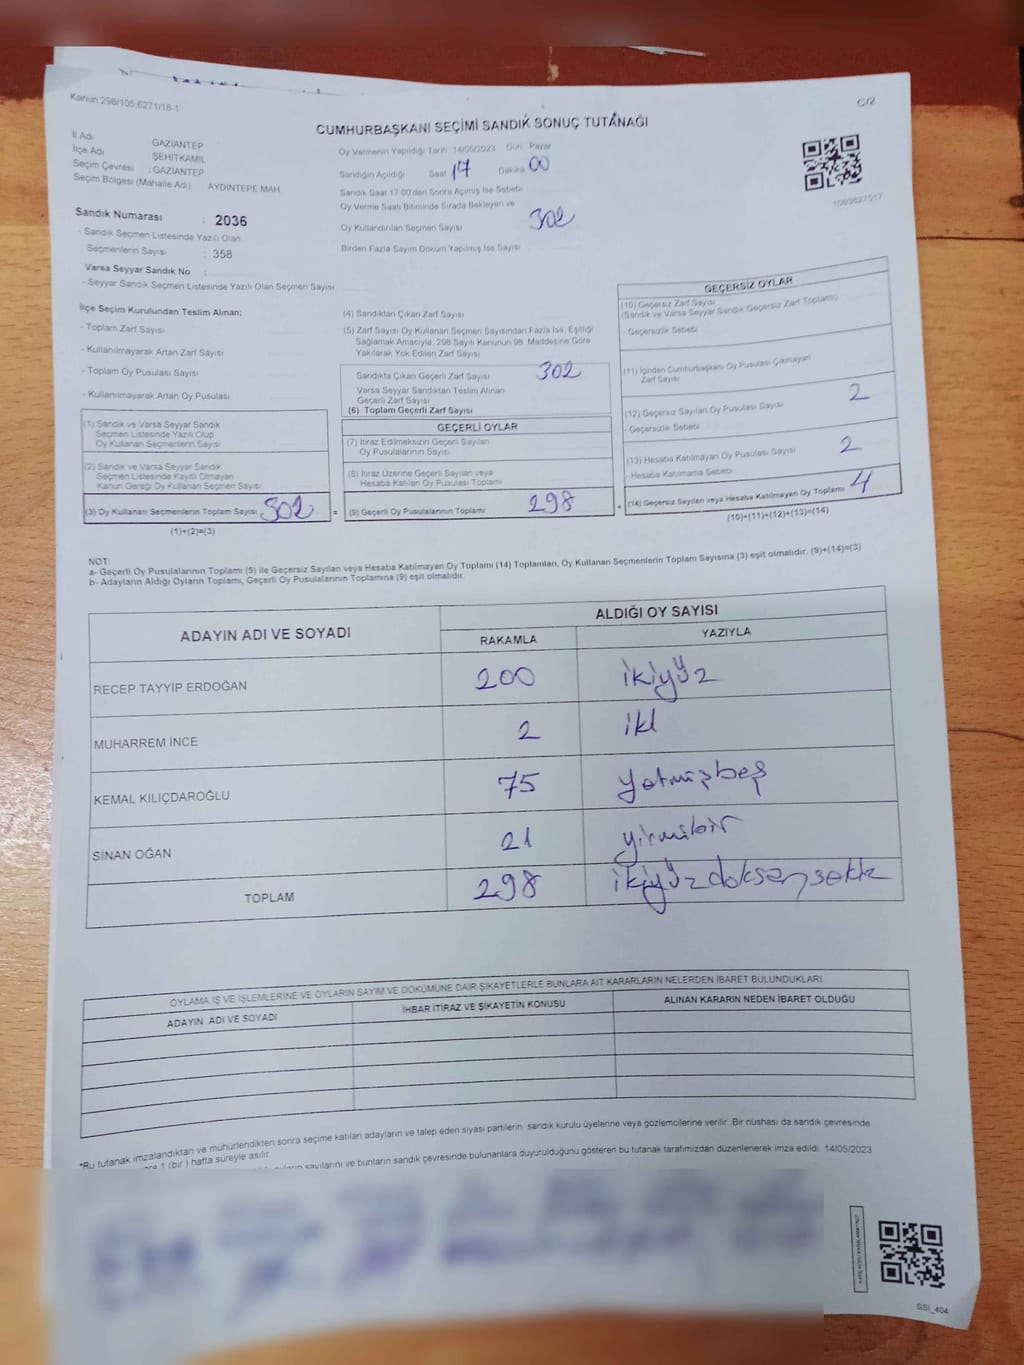 Kanun 298/105,6271/18-1
C/2
CUMHURBAŞKANI SEÇİMİ SANDIK SONUÇ TUTANAĞI
İl Adı GAZİANTEP
İlçe Adı ŞEHİTKAMİL
Seçim Çevresi : GAZİANTEP
Seçim Bölgesi (Mahalle Adı) AYDINTEPE MAH
Sandık Numarası : 2036
- Sandık Seçmen Listesinde Yazılı Olan
Seçmenlerin Sayısı : 358
Varsa Seyyar Sandık No :
- Seyyar Sandık Seçmen Listesinde Yazılı Olan Seçmen Sayısı
Oy Vermenin Yapıldığı Tarih 14/05/2023 Gün Pazar
Sandığın Açıldığı Saat 17 Dakika 00
Sandık Saat 17:00'den Sonra Açılmış İse Sebebi
Oy Verme Saati Bitiminde Sırada Bekleyen ve
Oy Kullandırılan Seçmen Sayısı 302
Birden Fazla Sayım Döküm Yapılmış İse Sayısı
1099627017
İlçe Seçim Kurulundan Teslim Alınan;
- Toplam Zarf Sayısı
- Kullanılmayarak Artan Zarf Sayısı
- Toplam Oy Pusulası Sayısı
- Kullanılmayarak Artan Oy Pusulası
(1) Sandık ve Varsa Seyyar Sandık
Seçmen Listesinde Yazılı Olup
Oy Kullanan Seçmenlerin Sayısı
(2) Sandık ve Varsa Seyyar Sandık
Seçmen Listesinde Kayıtlı Olmayan
Kanun Gereği Oy Kullanan Seçmen Sayısı
(3) Oy Kullanan Seçmenlerin Toplam Sayısı 302
(1)+(2)=(3)
(4) Sandıktan Çıkan Zarf Sayısı
(5) Zarf Sayısı Oy Kullanan Seçmen Sayısından Fazla İse, Eşitliği
Sağlamak Amacıyla, 298 Sayılı Kanunun 98. Maddesine Göre
Yakılarak Yok Edilen Zarf Sayısı
Sandıkta Çıkan Geçerli Zarf Sayısı 302
Varsa Seyyar Sandıktan Teslim Alınan
Geçerli Zarf Sayısı
(6) Toplam Geçerli Zarf Sayısı
GEÇERLİ OYLAR
(7) İtiraz Edilmeksizin Geçerli Sayılan
Oy Pusulalarının Sayısı
(8) İtiraz Üzerine Geçerli Sayılan veya
Hesaba Katılan Oy Pusulası Toplamı
= (9) Geçerli Oy Pusulalarının Toplamı 298
GEÇERSİZ OYLAR
(10) Geçersiz Zarf Sayısı
(Sandık ve Varsa Seyyar Sandık Geçersiz Zarf Toplamı)
- Geçersizlik Sebebi
(11) İçinden Cumhurbaşkanı Oy Pusulası Çıkmayan
Zarf Sayısı
(12) Geçersiz Sayılan Oy Pusulası Sayısı 2
- Geçersizlik Sebebi
(13) Hesaba Katılmayan Oy Pusulası Sayısı 2
- Hesaba Katılmama Sebebi
+ (14) Geçersiz Sayılan veya Hesaba Katılmayan Oy Toplamı 4
(10)+(11)+(12)+(13)=(14)
NOT:
a- Geçerli Oy Pusulalarının Toplamı (9) ile Geçersiz Sayılan veya Hesaba Katılmayan Oy Toplamı (14) Toplamları, Oy Kullanan Seçmenlerin Toplam Sayısına (3) eşit olmalıdır. (9)+(14)=(3)
b- Adayların Aldığı Oyların Toplamı, Geçerli Oy Pusulalarının Toplamına (9) eşit olmalıdır.
ADAYIN ADI VE SOYADI ALDIĞI OY SAYISI
RAKAMLA YAZIYLA
RECEP TAYYİP ERDOĞAN 200 ikiyüz
MUHARREM İNCE 2 iki
KEMAL KILIÇDAROĞLU 75 yetmişbeş
SİNAN OĞAN 21 yirmibir
TOPLAM 298 ikiyüzdoksansekiz
OYLAMA İŞ VE İŞLEMLERİNE VE OYLARIN SAYIM VE DÖKÜMÜNE DAİR ŞİKAYETLERLE BUNLARA AİT KARARLARIN NELERDEN İBARET BULUNDUKLARI
ADAYIN ADI VE SOYADI İHBAR İTİRAZ VE ŞİKAYETİN KONUSU ALINAN KARARIN NEDEN İBARET OLDUĞU
*Bu tutanak imzalandıktan ve mühürlendikten sonra seçime katılan adayların ve talep eden siyasi partilerin sandık kurulu üyelerine veya gözlemcilerine verilir. Bir nüshası da sandık çevresinde
1 (bir) hafta süreyle asılır.
sayılarını ve bunların sandık çevresinde bulunanlara duyurulduğunu gösteren bu tutanak tarafımızdan düzenlenerek imza edildi. 14/05/2023
SSI_404